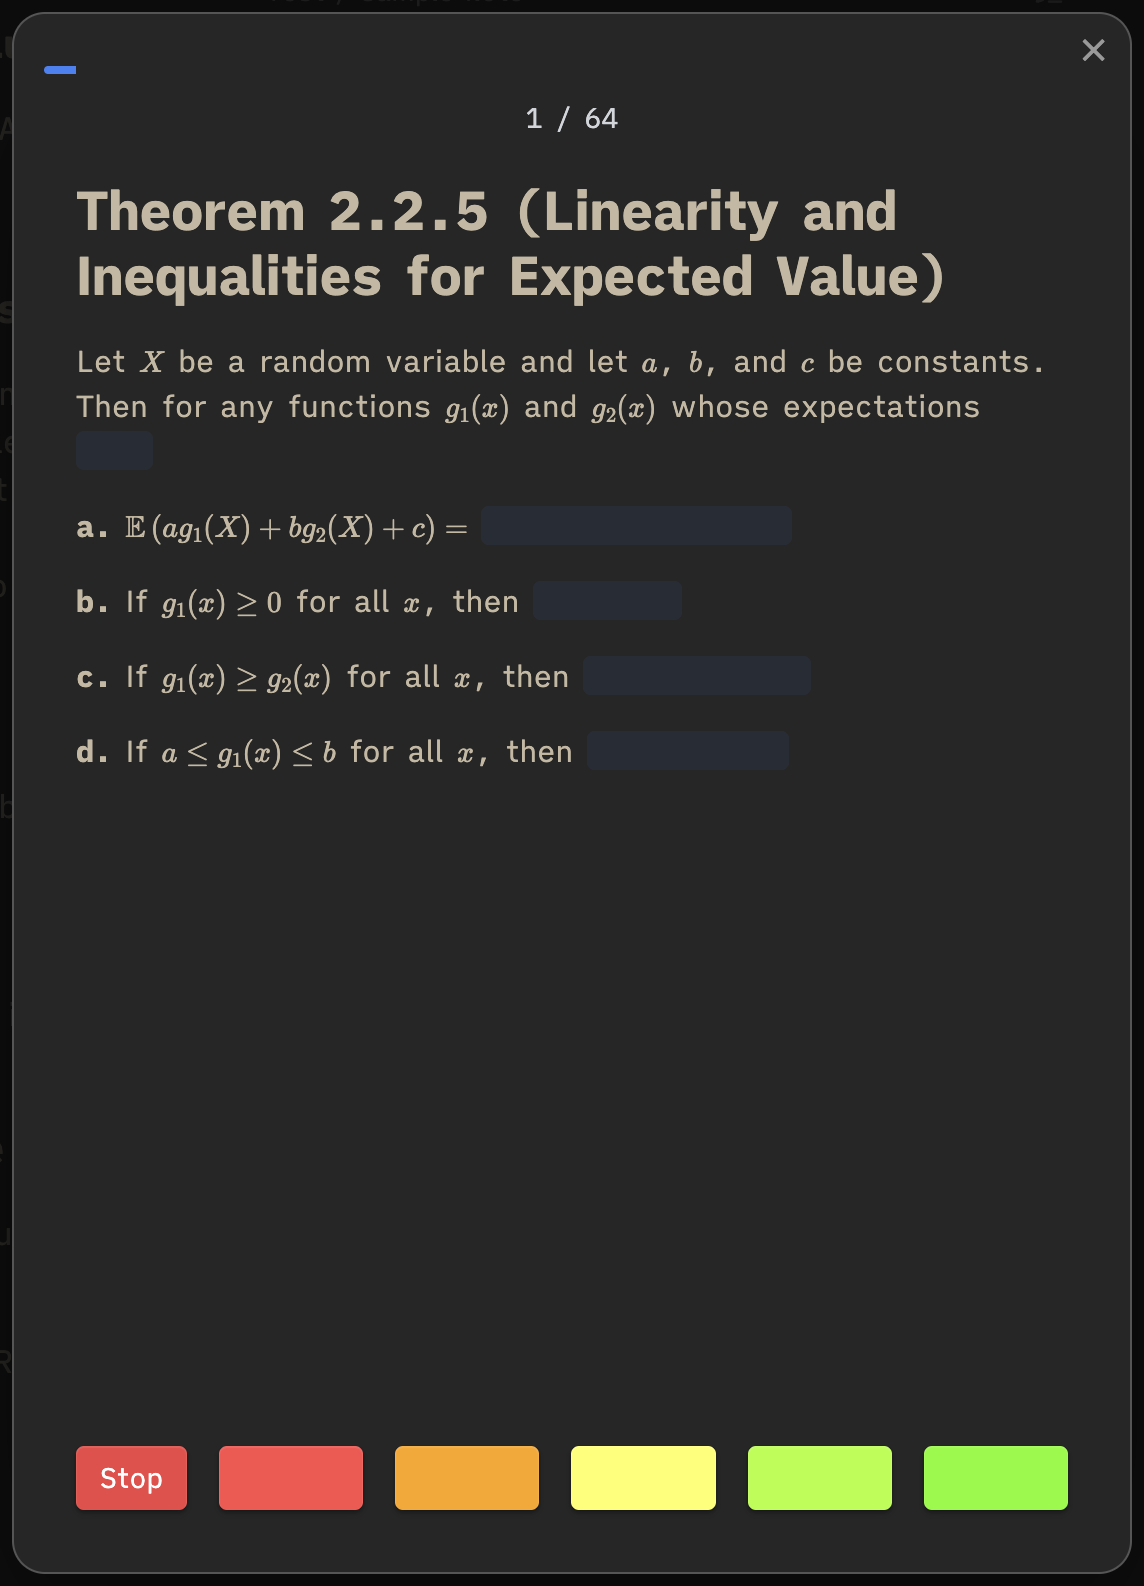 1 / 64
Theorem 2.2.5 (Linearity and
Inequalities for Expected Value)
Let X be a random variable and let a, b, and c be constants.
Then for any functions g₁(x) and g₂(x) whose expectations
a. 𝔼 (ag₁(X) + bg₂(X) + c) =
b. If g₁(x) ≥ 0 for all x, then
c. If g₁(x) ≥ g₂(x) for all x, then
d. If a ≤ g₁(x) ≤ b for all x, then
Stop